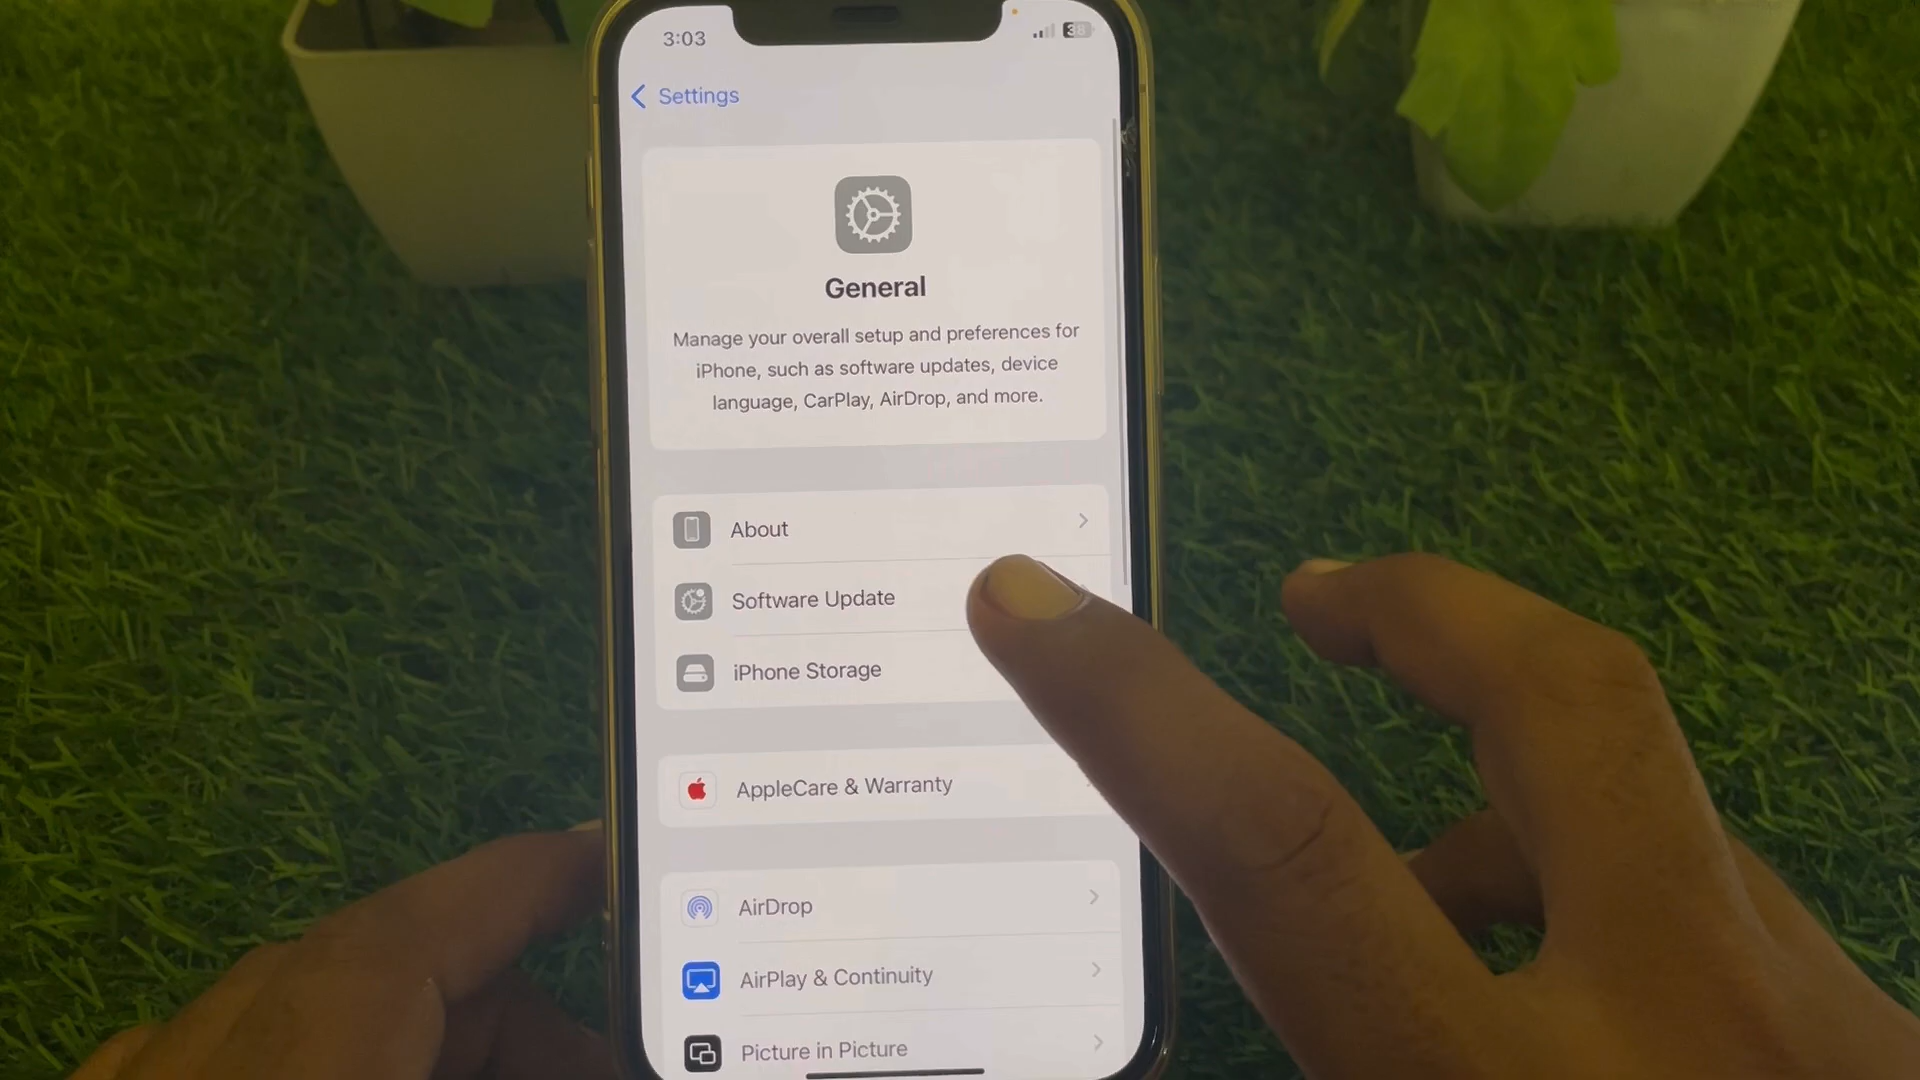 3:03
38
Settings
General
Manage your overall setup and preferences for
iPhone, such as software updates, device
language, CarPlay, AirDrop, and more.
About
Software Update
iPhone Storage
AppleCare & Warranty
AirDrop
AirPlay & Continuity
Picture in Picture